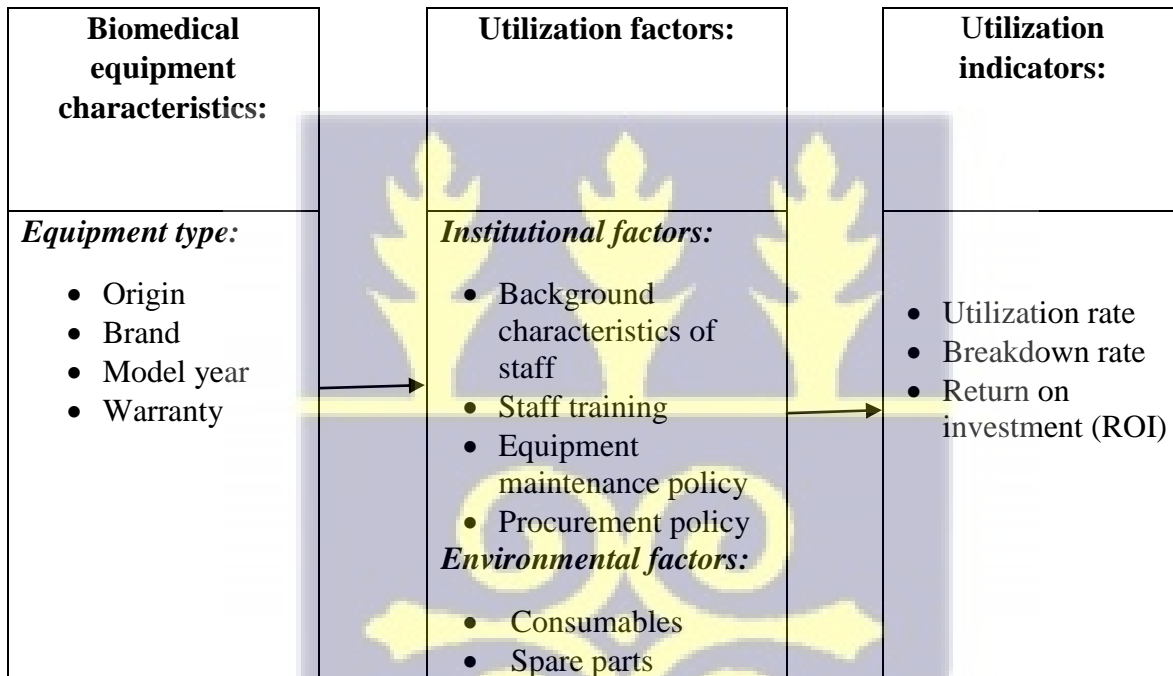 Biomedical
equipment
characteristics:
Equipment type:
• Origin
• Brand
• Model year
• Warranty
Utilization factors:
Institutional factors:
• Background
characteristics of
staff
• Staff training
• Equipment
maintenance policy
• Procurement policy
Environmental factors:
• Consumables
• Spare parts
Utilization
indicators:
• Utilization rate
• Breakdown rate
• Return on
investment (ROI)